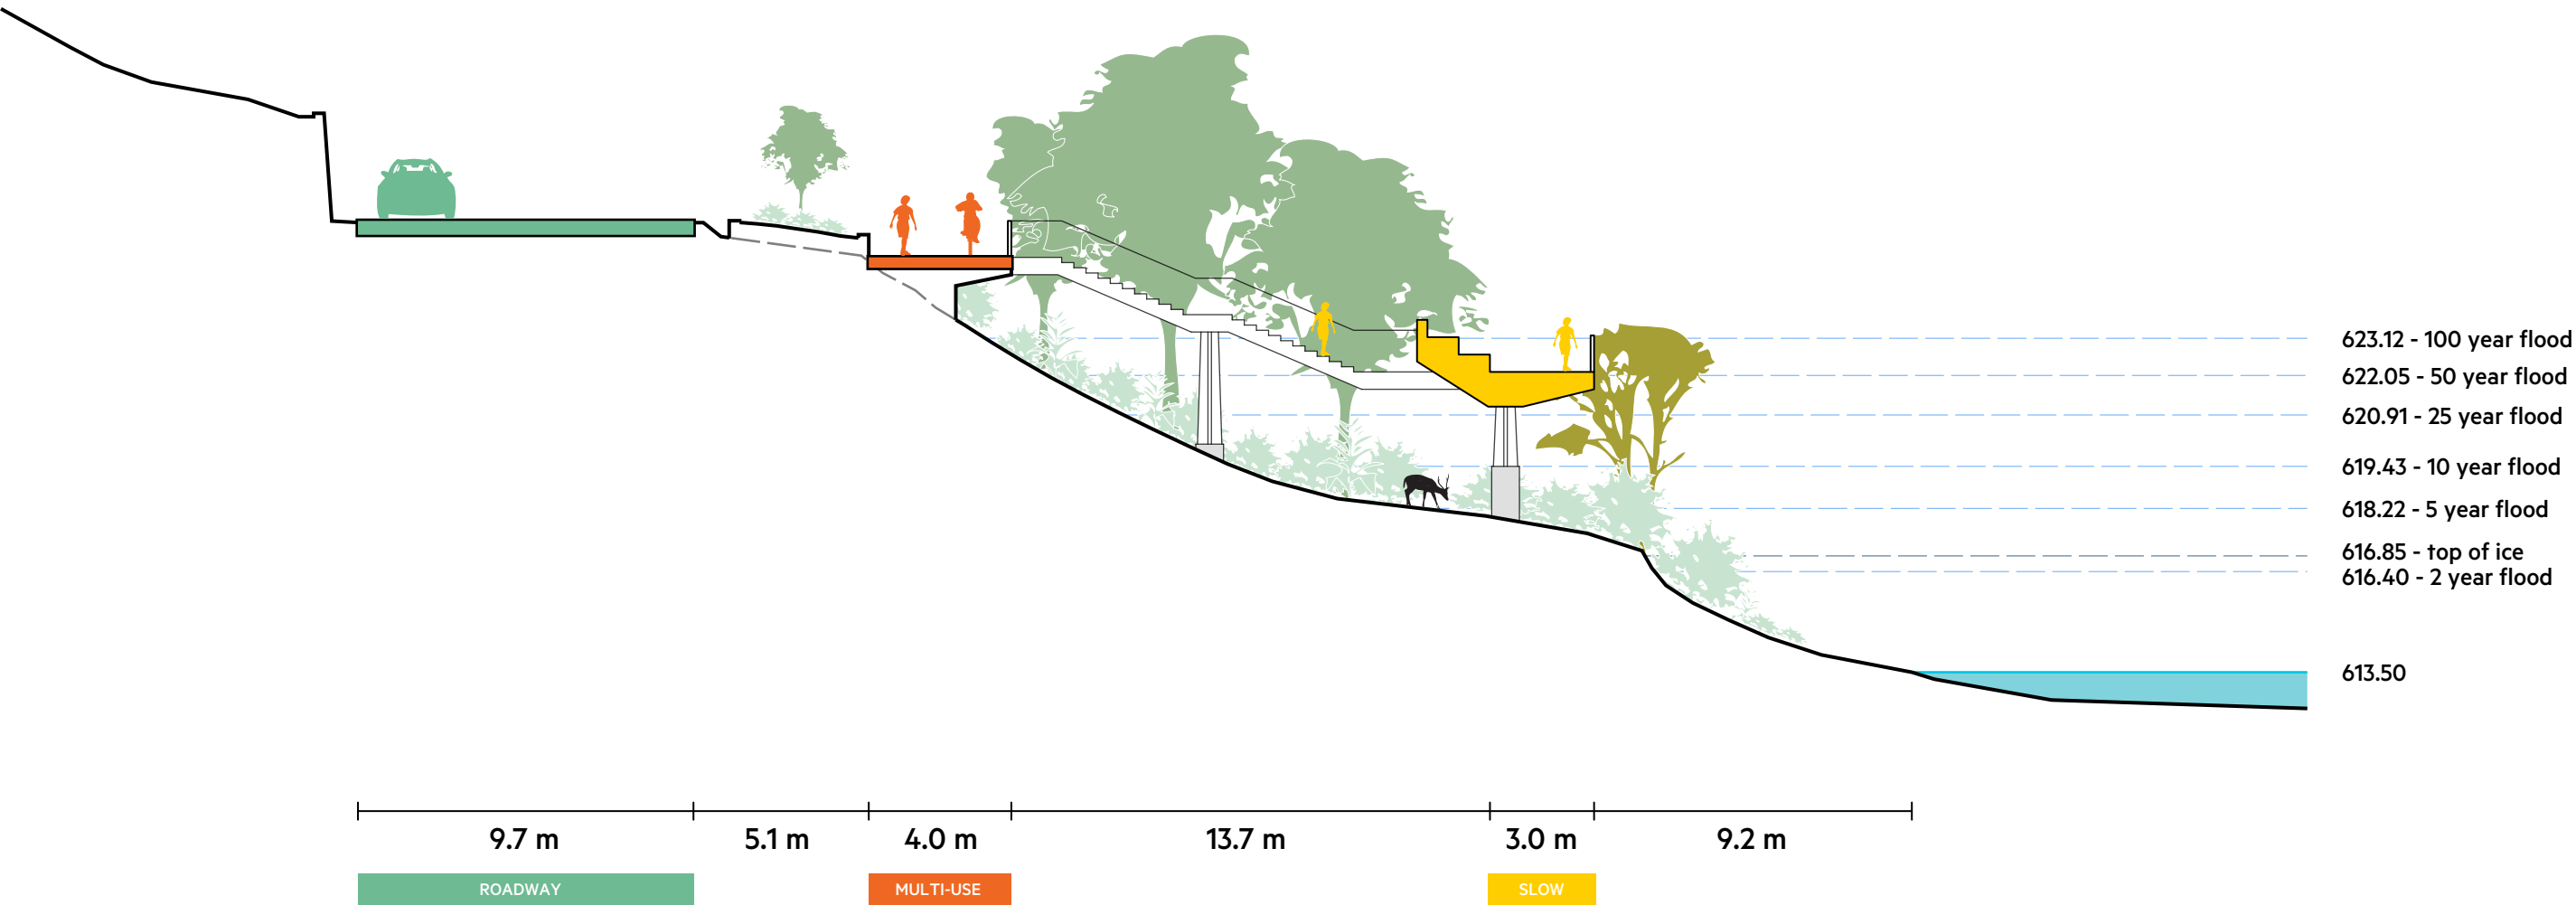 623.12 - 100 year flood
622.05 - 50 year flood
620.91 - 25 year flood
619.43 - 10 year flood
618.22 - 5 year flood
616.85 - top of ice
616.40 - 2 year flood
613.50
9.7 m 5.1 m 4.0 m 13.7 m 3.0 m 9.2 m
ROADWAY MULTI-USE SLOW